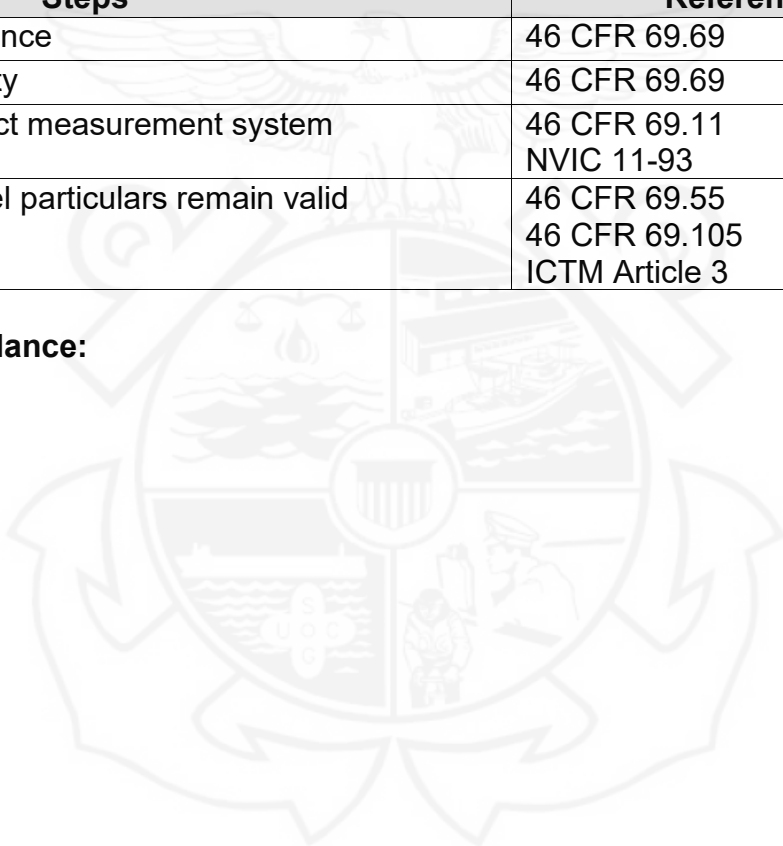 Steps Referen
nce 46 CFR 69.69
ty 46 CFR 69.69
ct measurement system 46 CFR 69.11
NVIC 11-93
el particulars remain valid 46 CFR 69.55
46 CFR 69.105
ICTM Article 3
dance:
S
U O C
G